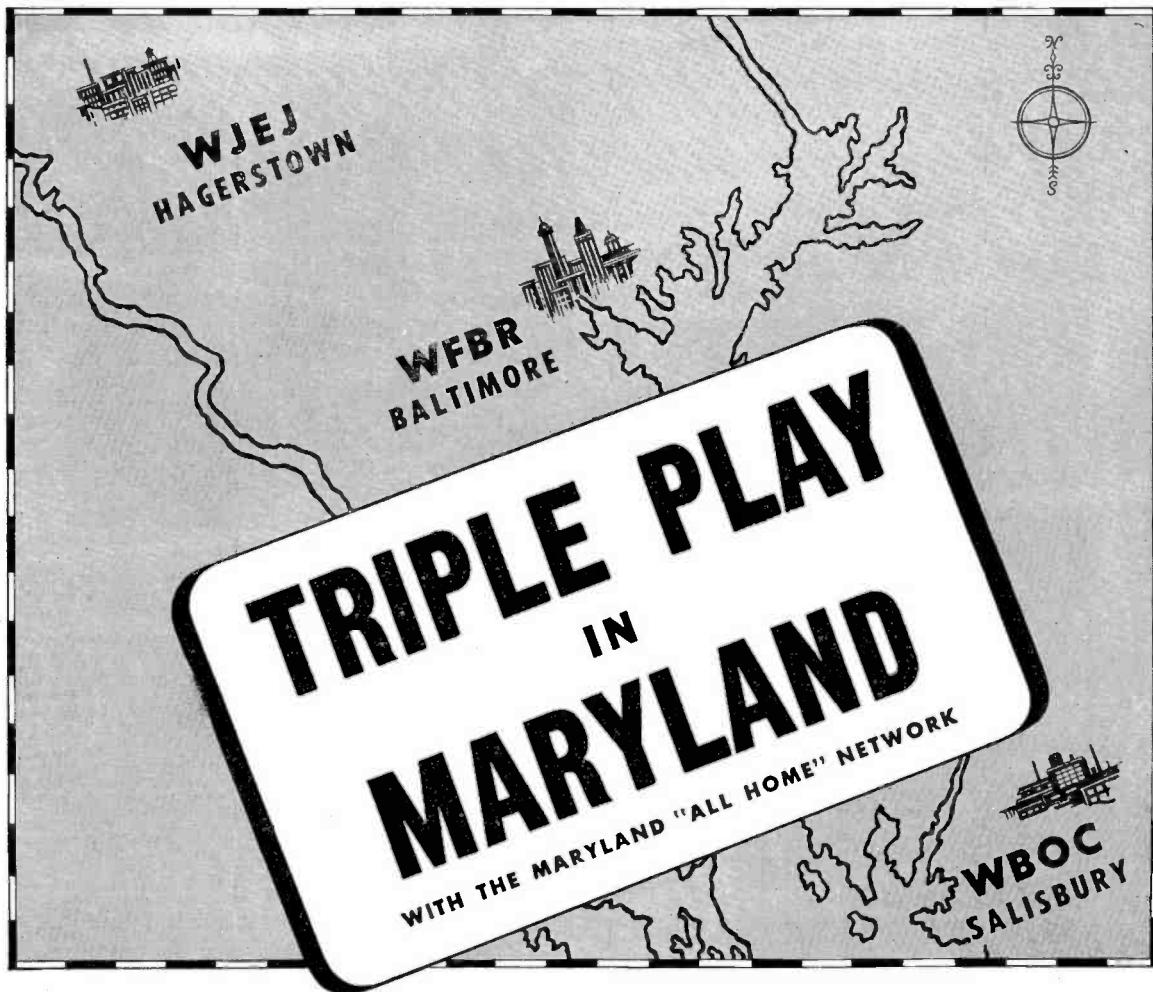 N
S
WJEJ
HAGERSTOWN
WFBR
BALTIMORE
TRIPLE PLAY
IN
MARYLAND
WITH THE MARYLAND "ALL HOME" NETWORK
WBOC
SALISBURY